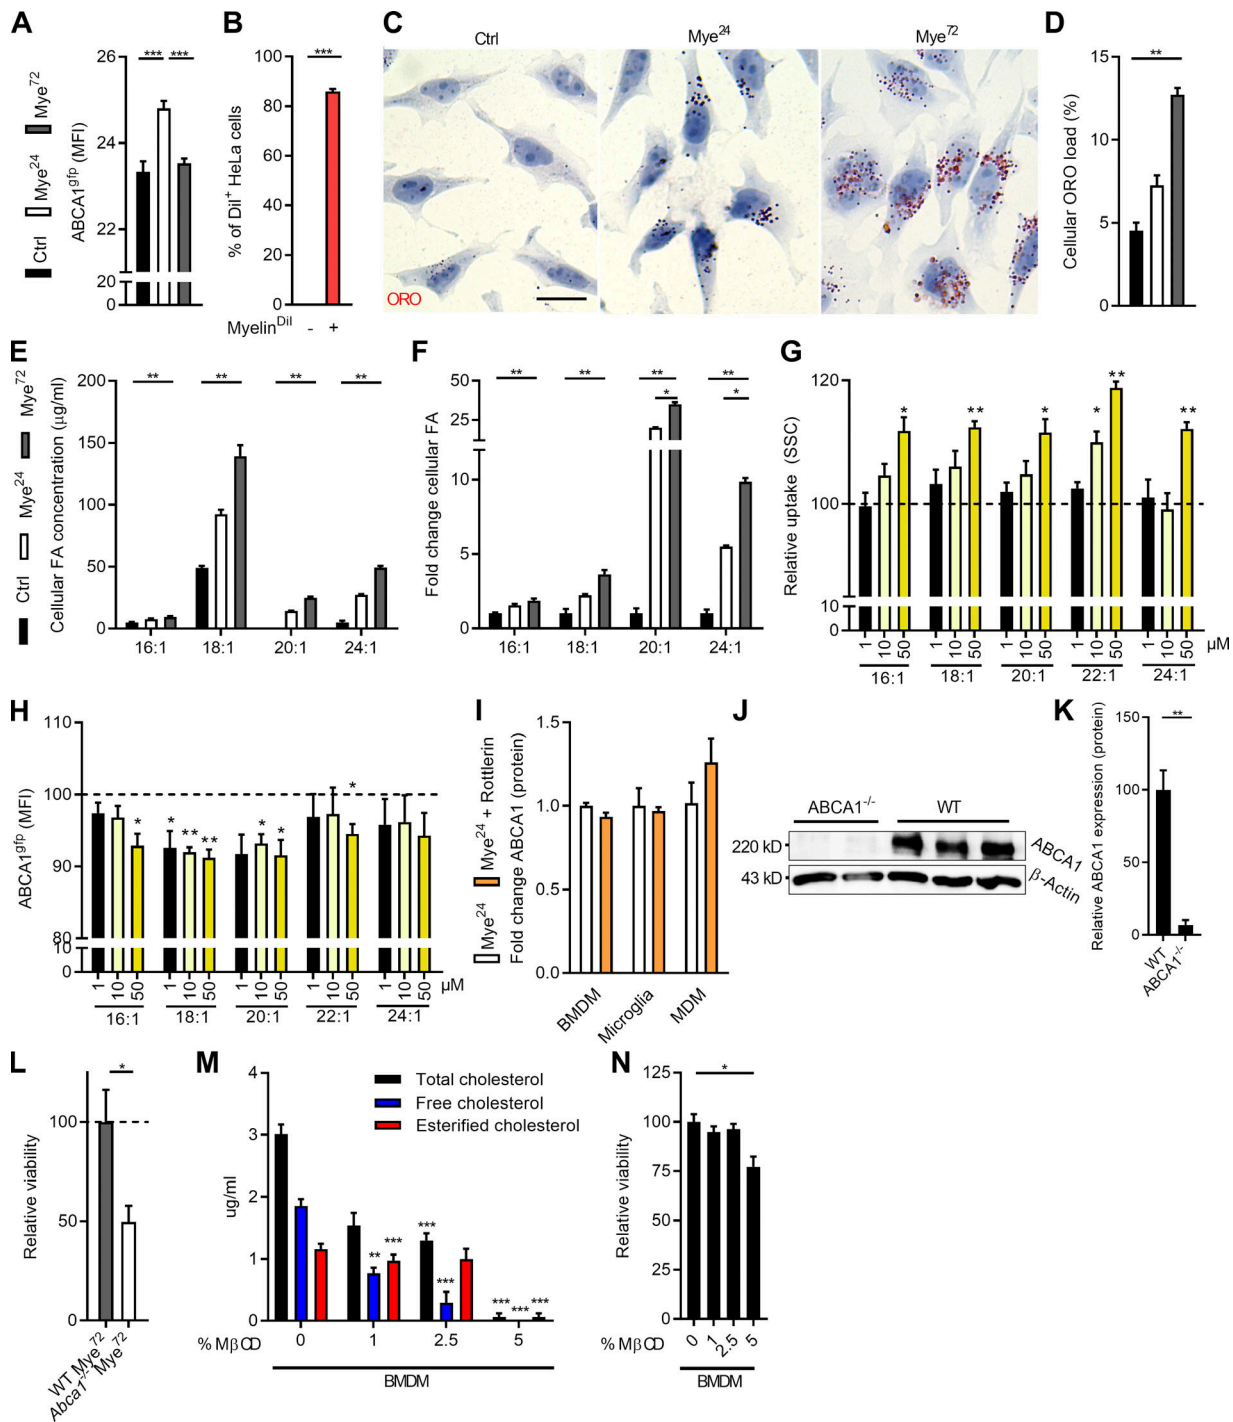 A
Ctrl
Mye24
Mye72
ABCA1gfp (MFI)
26
24
22
20
0
***
***
B
% of DiI+ HeLa cells
100
80
60
40
20
0
***
MyelinDiI
-
+
C
Ctrl
Mye24
Mye72
ORO
D
Cellular ORO load (%)
15
10
5
0
**
E
Ctrl
Mye24
Mye72
Cellular FA concentration (µg/ml)
200
150
100
50
0
**
**
**
**
16:1
18:1
20:1
24:1
F
Fold change cellular FA
50
25
10
5
0
**
**
**
*
**
*
16:1
18:1
20:1
24:1
G
Relative uptake (SSC)
120
100
10
0
*
**
*
*
**
**
1 10 50 1 10 50 1 10 50 1 10 50 1 10 50 µM
16:1
18:1
20:1
22:1
24:1
H
ABCA1gfp (MFI)
110
100
90
80
10
0
*
*
**
**
*
*
*
1 10 50 1 10 50 1 10 50 1 10 50 1 10 50 µM
16:1
18:1
20:1
22:1
24:1
I
Mye24
Mye24 + Rottlerin
Fold change ABCA1 (protein)
1.5
1.0
0.5
0.0
BMDM
Microglia
MDM
J
ABCA1-/-
WT
220 kD
43 kD
ABCA1
β-Actin
K
Relative ABCA1 expression (protein)
150
100
50
0
**
WT
ABCA1-/-
L
Relative viability
100
50
0
*
WT Mye72
Abca1-/- Mye72
M
ug/ml
4
3
2
1
0
Total cholesterol
Free cholesterol
Esterified cholesterol
**
***
***
***
***
***
***
% MβCD
0
1
2.5
5
BMDM
N
Relative viability
125
100
75
50
25
0
*
% MβCD
0
1
2.5
5
BMDM